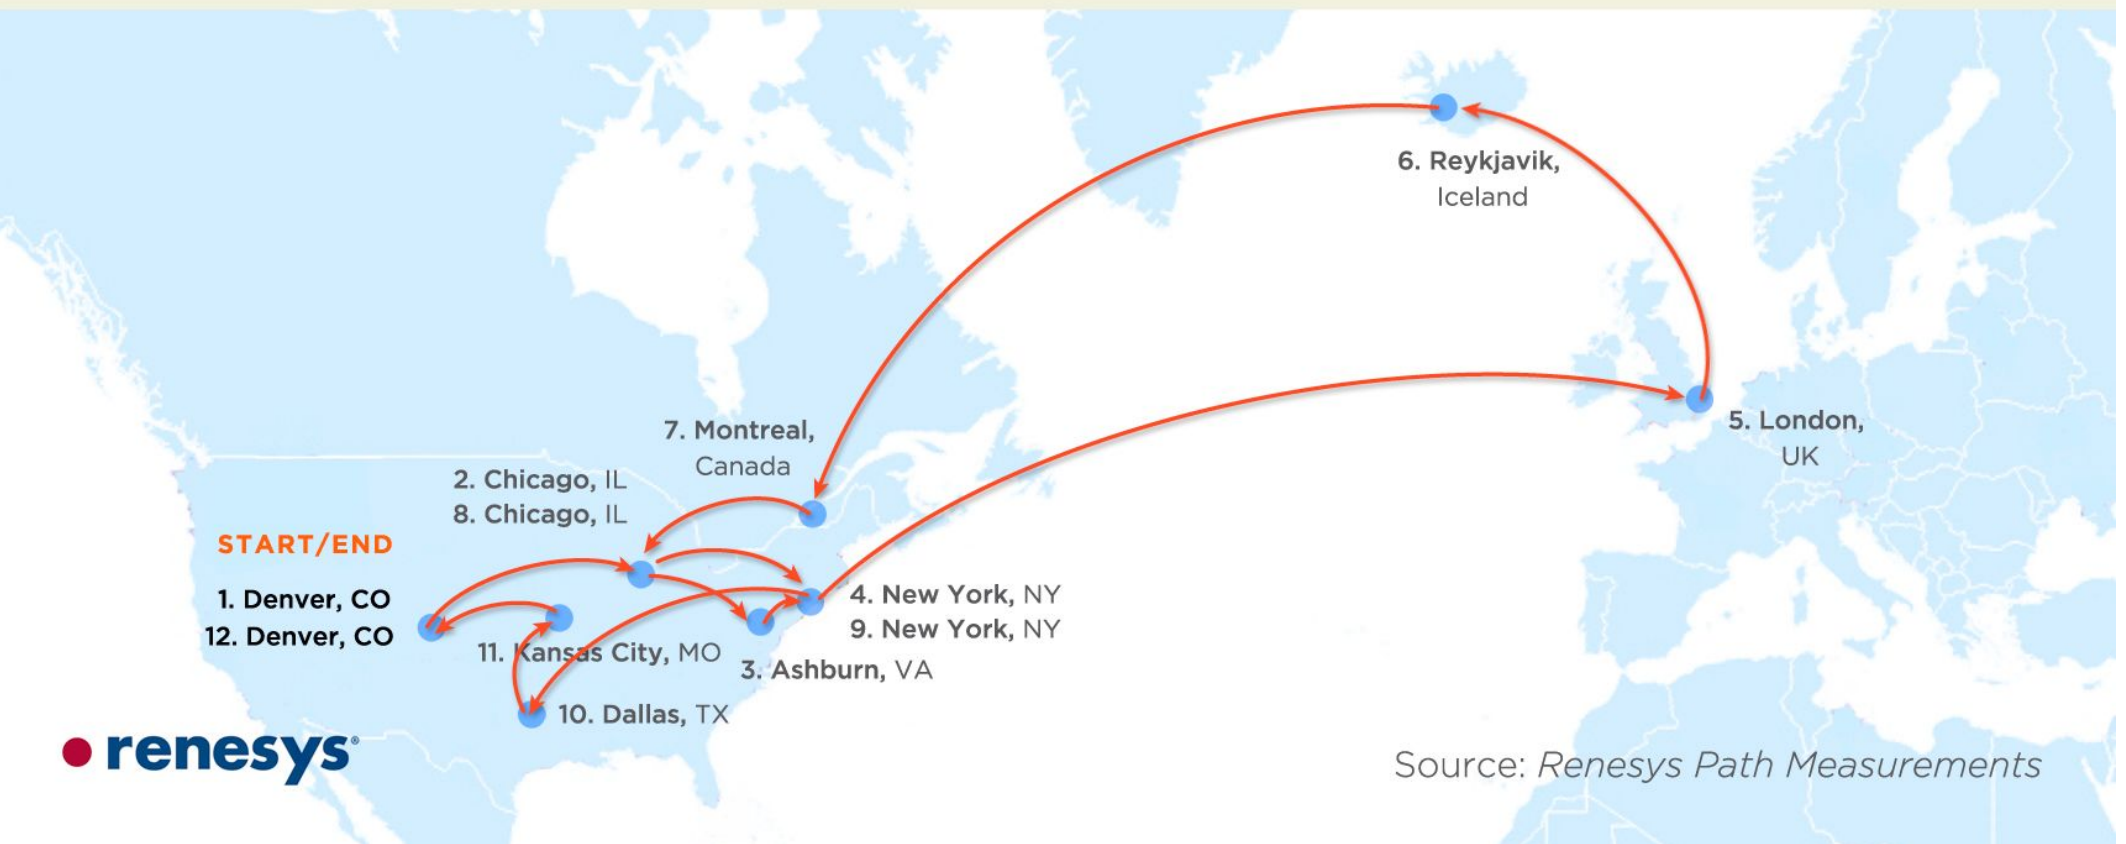 6. Reykjavik,
Iceland
7. Montreal,
Canada
5. London,
UK
2. Chicago, IL
8. Chicago, IL
START/END
1. Denver, CO
12. Denver, CO
4. New York, NY
9. New York, NY
11. Kansas City, MO
3. Ashburn, VA
10. Dallas, TX
renesys
Source: Renesys Path Measurements